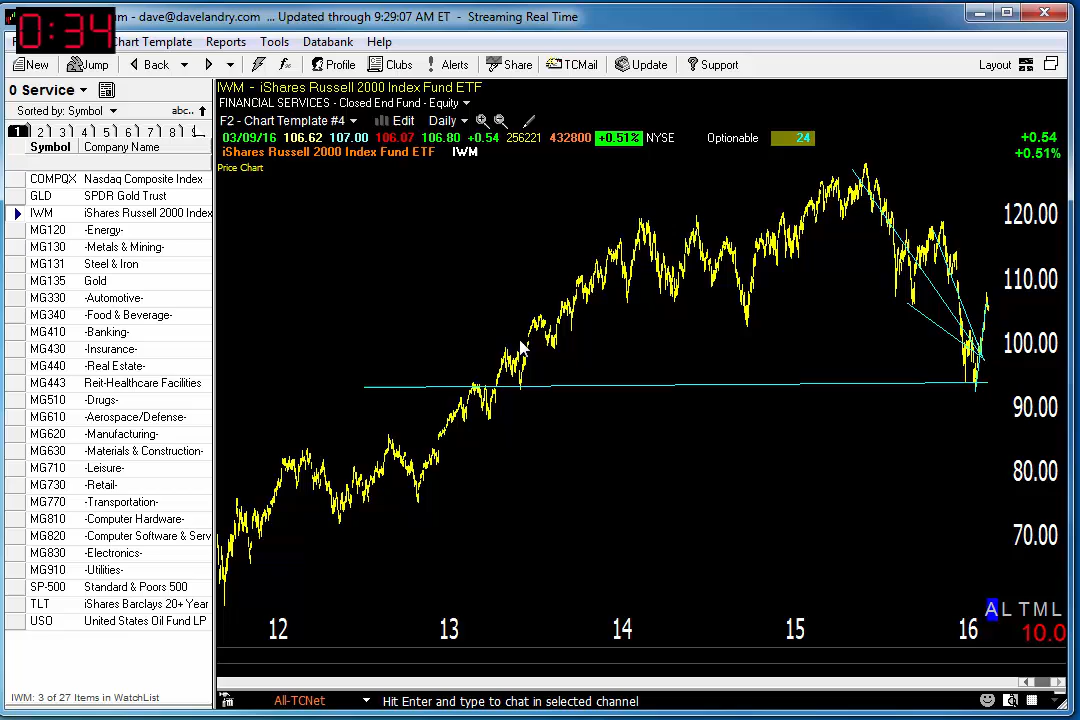 m - dave@davelandry.com ... Updated through 9:29:07 AM ET - Streaming Real Time
0:34
Chart Template Reports Tools Databank Help
New Jump Back Profile Clubs Alerts Share TCMail Update Support Layout
0 Service
Sorted by: Symbol abc..
1 2 3 4 5 6 7 8
Symbol Company Name
COMPQX Nasdaq Composite Index
GLD SPDR Gold Trust
IWM iShares Russell 2000 Index
MG120 -Energy-
MG130 -Metals & Mining-
MG131 Steel & Iron
MG135 Gold
MG330 -Automotive-
MG340 -Food & Beverage-
MG410 -Banking-
MG430 -Insurance-
MG440 -Real Estate-
MG443 Reit-Healthcare Facilities
MG510 -Drugs-
MG610 -Aerospace/Defense-
MG620 -Manufacturing-
MG630 -Materials & Construction-
MG710 -Leisure-
MG730 -Retail-
MG770 -Transportation-
MG810 -Computer Hardware-
MG820 -Computer Software & Serv
MG830 -Electronics-
MG910 -Utilities-
SP-500 Standard & Poors 500
TLT iShares Barclays 20+ Year
USO United States Oil Fund LP
IWM: 3 of 27 Items in WatchList
IWM - iShares Russell 2000 Index Fund ETF
FINANCIAL SERVICES - Closed End Fund - Equity
F2 - Chart Template #4 Edit Daily
03/09/16 106.62 107.00 106.07 106.80 +0.54 256221 432800 +0.51% NYSE Optionable 24 +0.54
+0.51%
iShares Russell 2000 Index Fund ETF IWM
Price Chart
120.00
110.00
100.00
90.00
80.00
70.00
A L T M L
12 13 14 15 16 10.0
All-TCNet Hit Enter and type to chat in selected channel